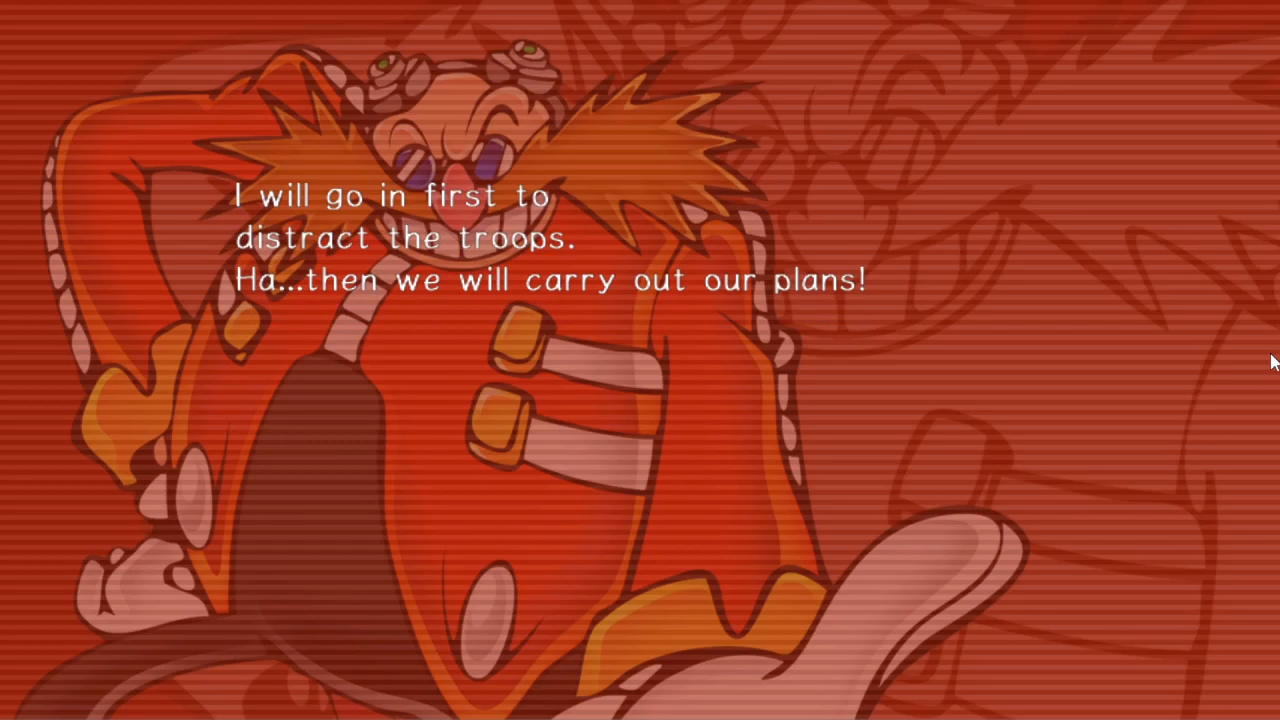 I will go in first to
distract the troops.
Ha...then we will carry out our plans!